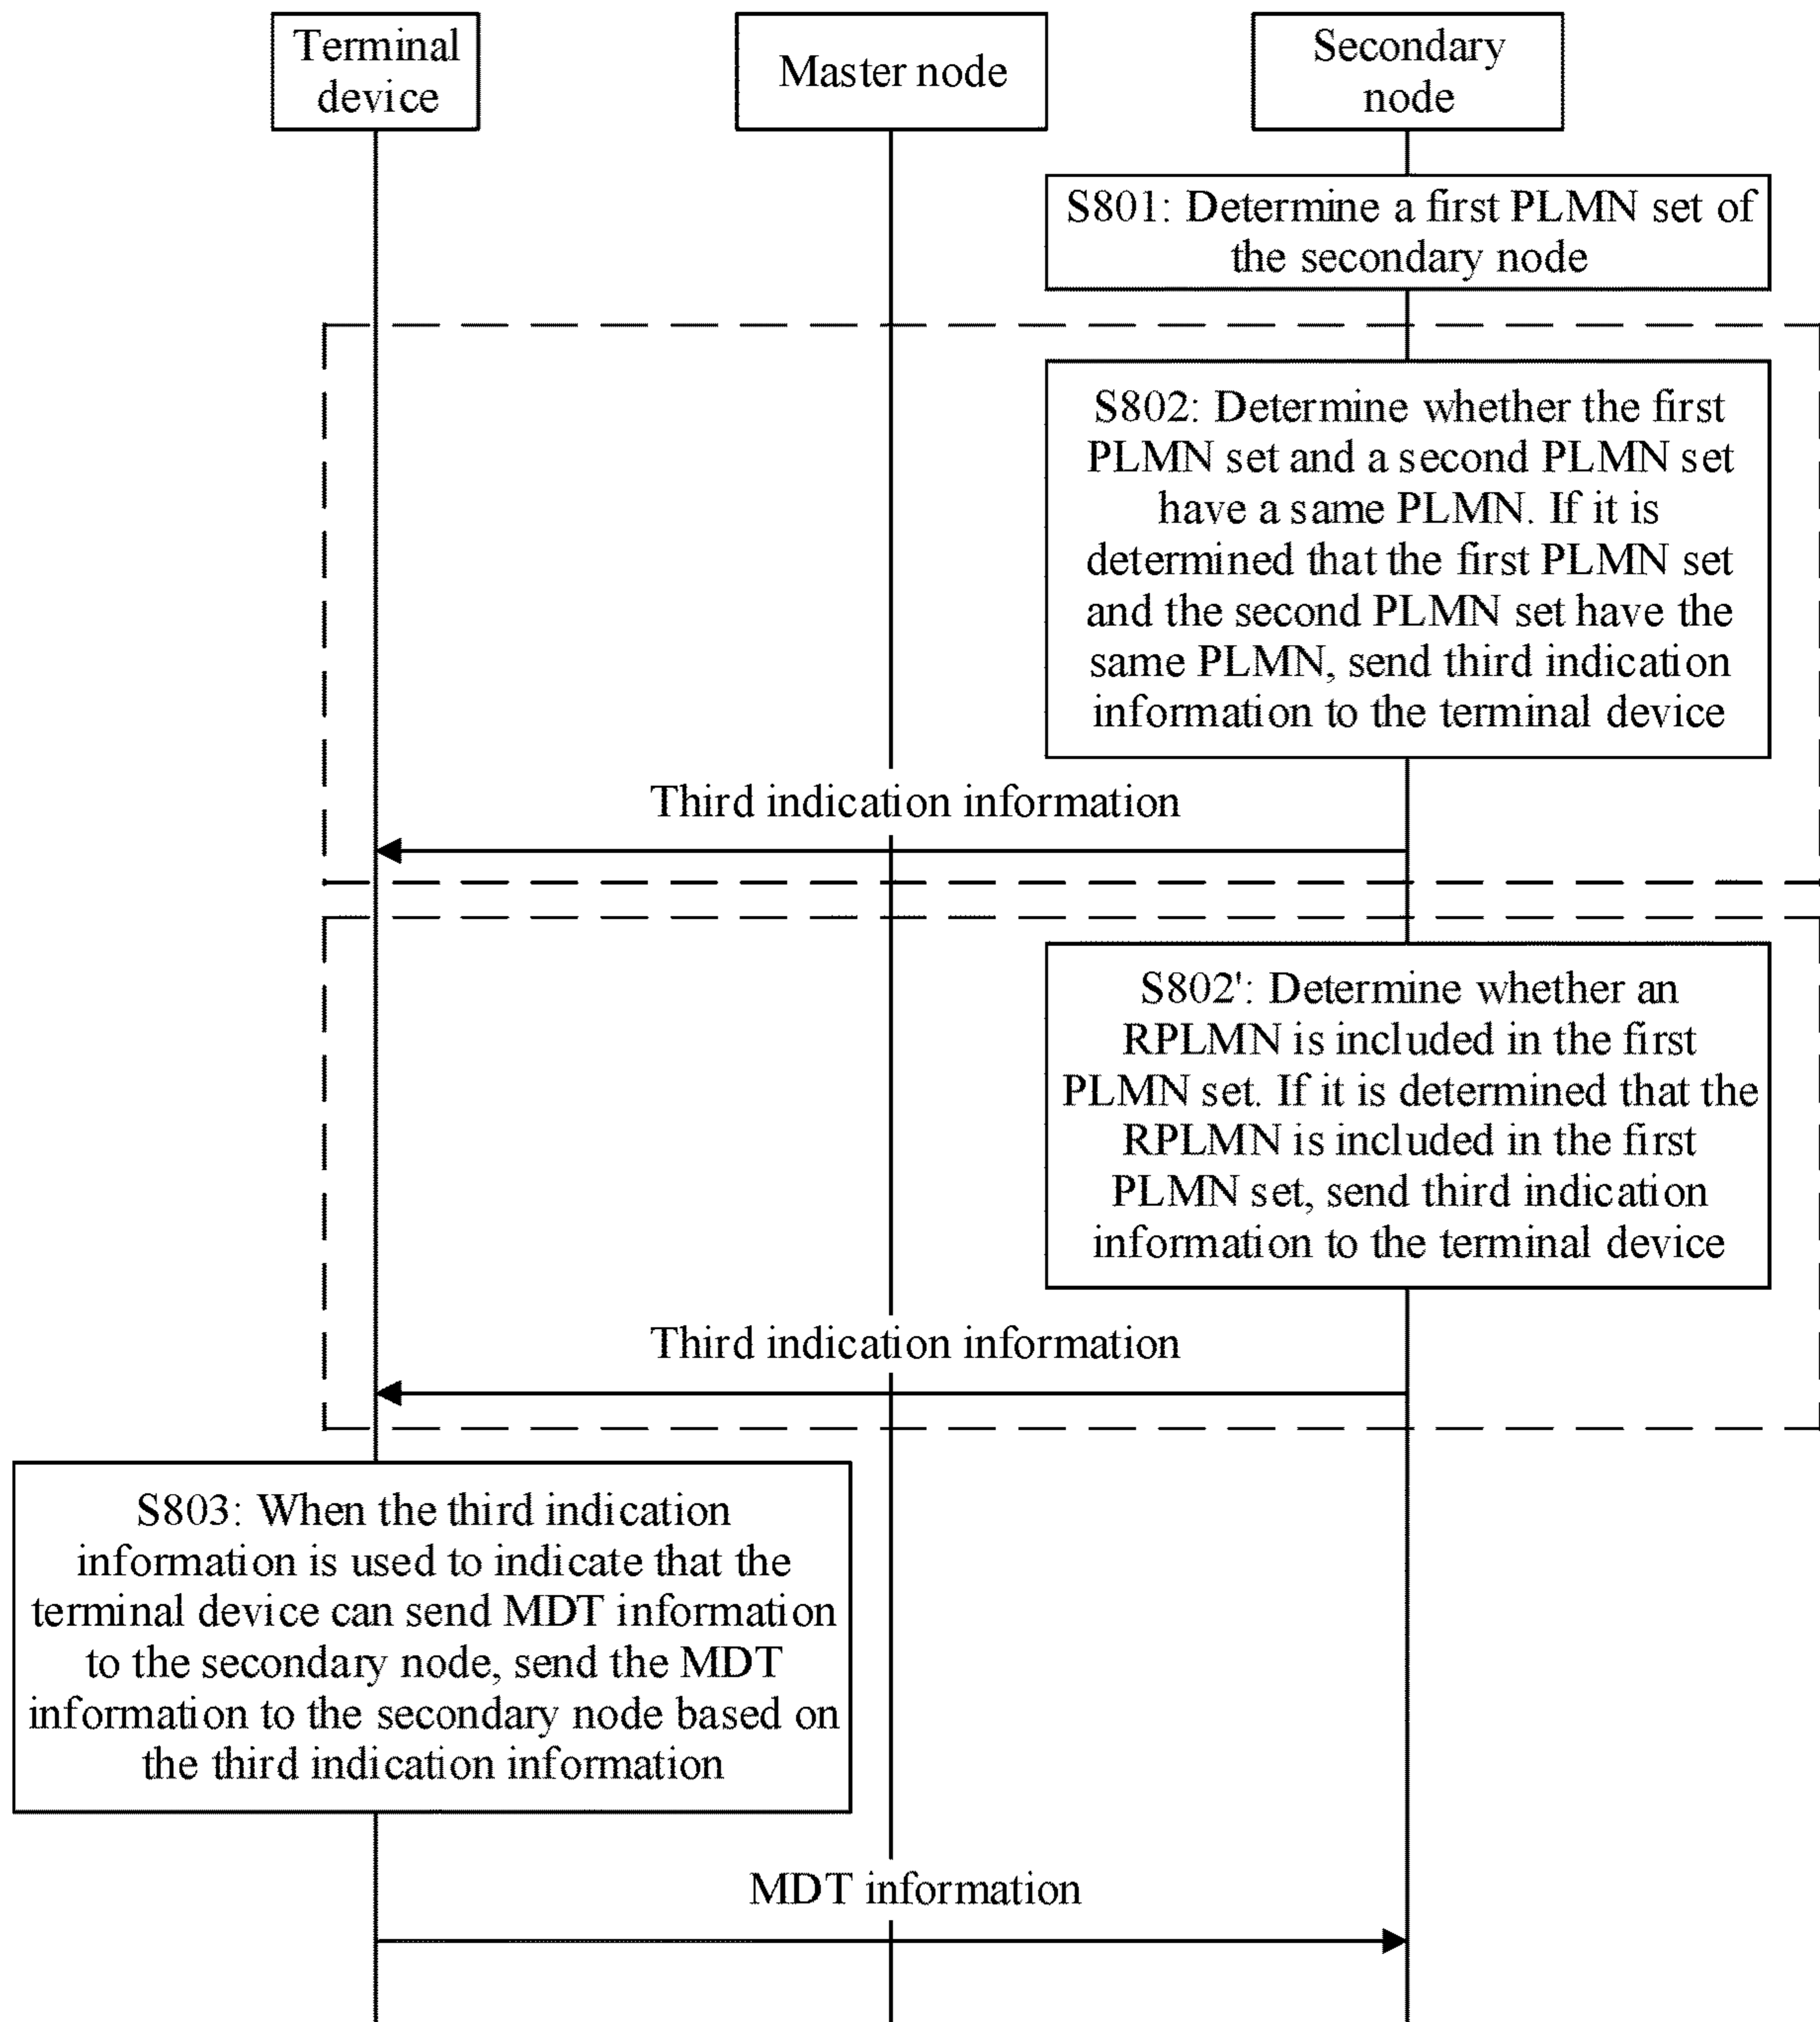 Terminal
device
Master node
Secondary
node
S801: Determine a first PLMN set of
the secondary node
S802: Determine whether the first
PLMN set and a second PLMN set
have a same PLMN. If it is
determined that the first PLMN set
and the second PLMN set have the
same PLMN, send third indication
information to the terminal device
Third indication information
S802': Determine whether an
RPLMN is included in the first
PLMN set. If it is determined that the
RPLMN is included in the first
PLMN set, send third indication
information to the terminal device
Third indication information
S803: When the third indication
information is used to indicate that the
terminal device can send MDT information
to the secondary node, send the MDT
information to the secondary node based on
the third indication information
MDT information